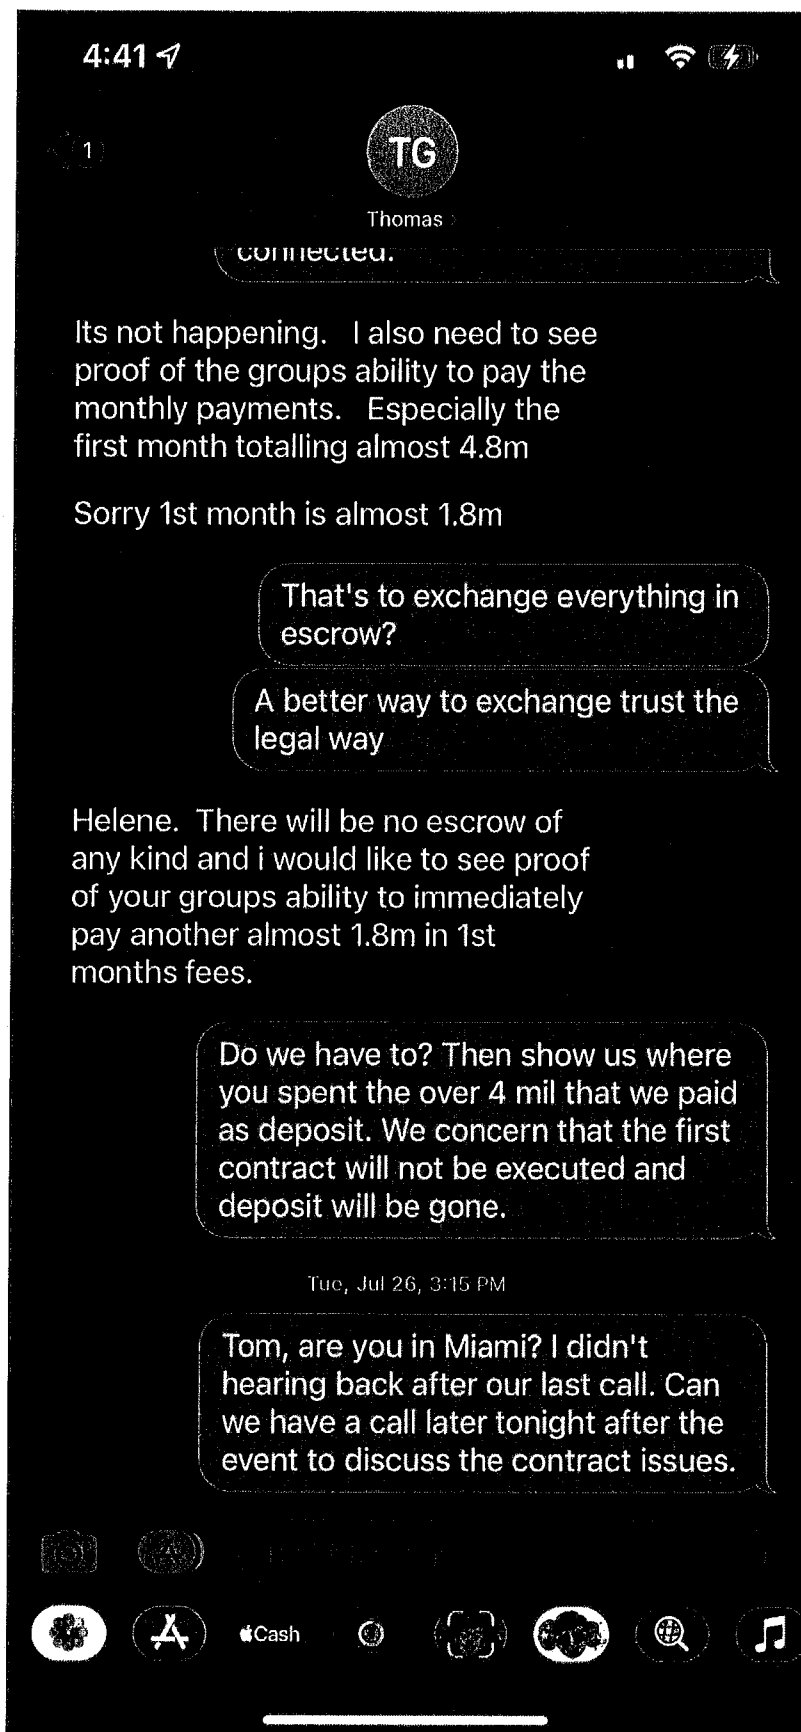 4:41
1
TG
Thomas
connected.
Its not happening. I also need to see
proof of the groups ability to pay the
monthly payments. Especially the
first month totalling almost 4.8m
Sorry 1st month is almost 1.8m
That's to exchange everything in
escrow?
A better way to exchange trust the
legal way
Helene. There will be no escrow of
any kind and i would like to see proof
of your groups ability to immediately
pay another almost 1.8m in 1st
months fees.
Do we have to? Then show us where
you spent the over 4 mil that we paid
as deposit. We concern that the first
contract will not be executed and
deposit will be gone.
Tue, Jul 26, 3:15 PM
Tom, are you in Miami? I didn't
hearing back after our last call. Can
we have a call later tonight after the
event to discuss the contract issues.
Cash